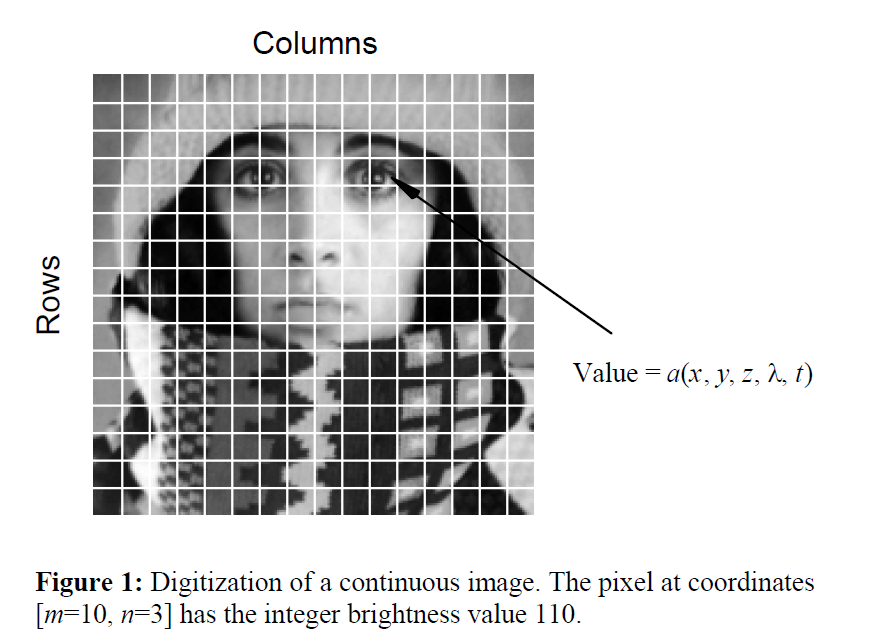 Columns
Rows
Value = a(x, y, z, λ, t)
Figure 1: Digitization of a continuous image. The pixel at coordinates
[m=10, n=3] has the integer brightness value 110.